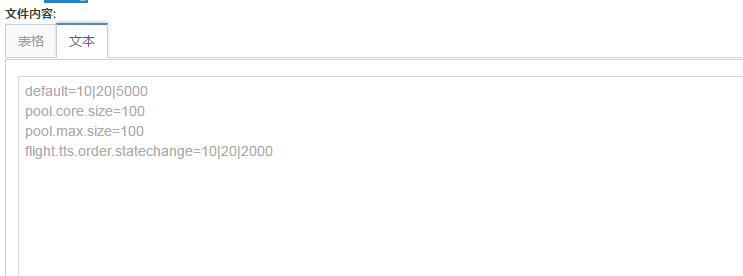 文件内容:
表格
文本
default=10|20|5000
pool.core.size=100
pool.max.size=100
flight.tts.order.statechange=10|20|2000